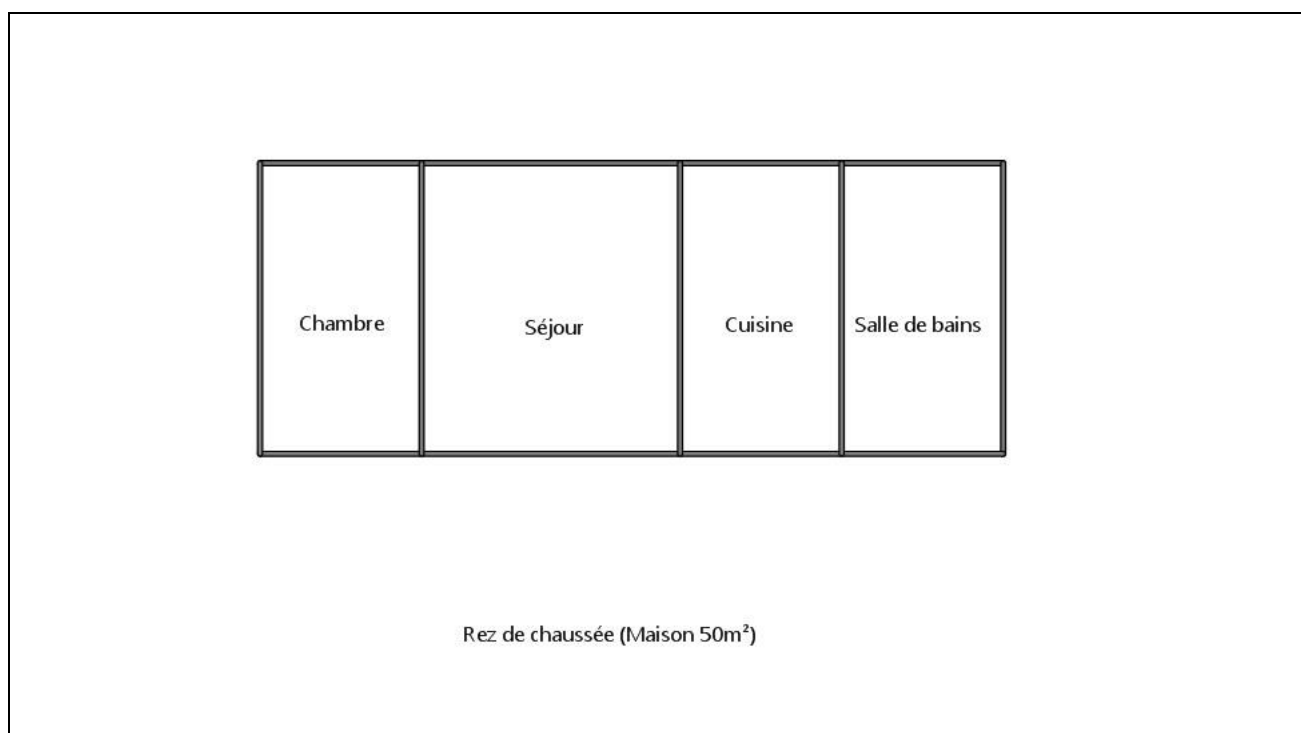 Chambre
Séjour
Cuisine
Salle de bains
Rez de chaussée (Maison 50m²)